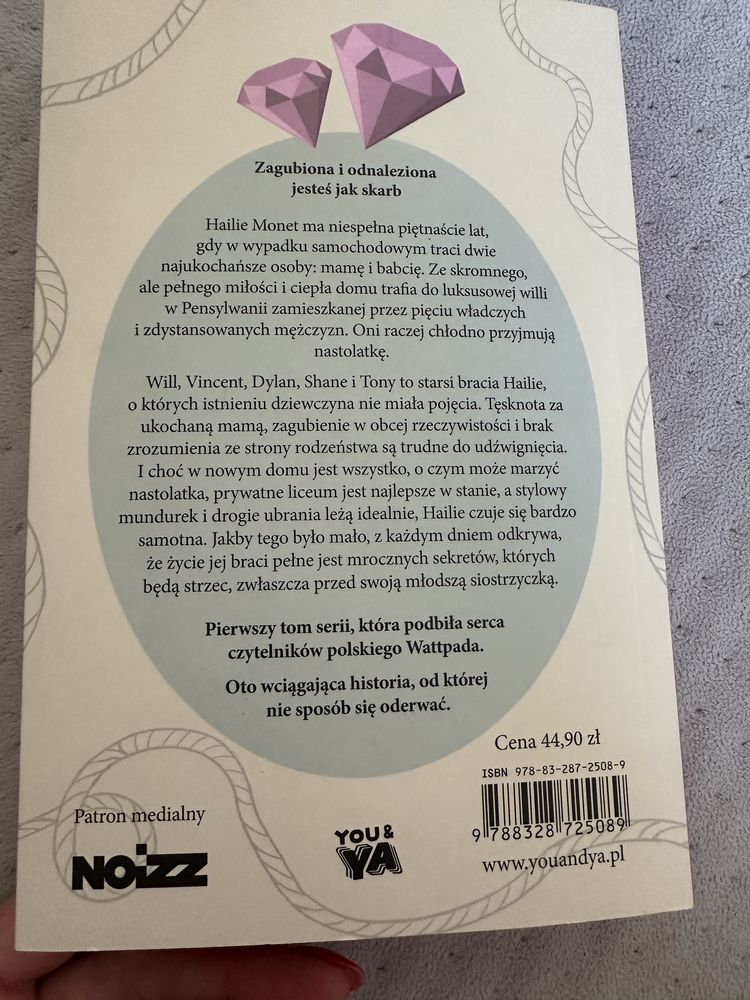 Zagubiona i odnaleziona
jesteś jak skarb
Hailie Monet ma niespełna piętnaście lat,
gdy w wypadku samochodowym traci dwie
najukochańsze osoby: mamę i babcię. Ze skromnego,
ale pełnego miłości i ciepła domu trafia do luksusowej willi
w Pensylwanii zamieszkanej przez pięciu władczych
i zdystansowanych mężczyzn. Oni raczej chłodno przyjmują
nastolatkę.
Will, Vincent, Dylan, Shane i Tony to starsi bracia Hailie,
o których istnieniu dziewczyna nie miała pojęcia. Tęsknota za
ukochaną mamą, zagubienie w obcej rzeczywistości i brak
zrozumienia ze strony rodzeństwa są trudne do udźwignięcia.
I choć w nowym domu jest wszystko, o czym może marzyć
nastolatka, prywatne liceum jest najlepsze w stanie, a stylowy
mundurek i drogie ubrania leżą idealnie, Hailie czuje się bardzo
samotna. Jakby tego było mało, z każdym dniem odkrywa,
że życie jej braci pełne jest mrocznych sekretów, których
będą strzec, zwłaszcza przed swoją młodszą siostrzyczką.
Pierwszy tom serii, która podbiła serca
czytelników polskiego Wattpada.
Oto wciągająca historia, od której
nie sposób się oderwać.
Cena 44,90 zł
ISBN 978-83-287-2508-9
9 788328 725089
www.youandya.pl
Patron medialny
NOIZZ
YOU &
YA